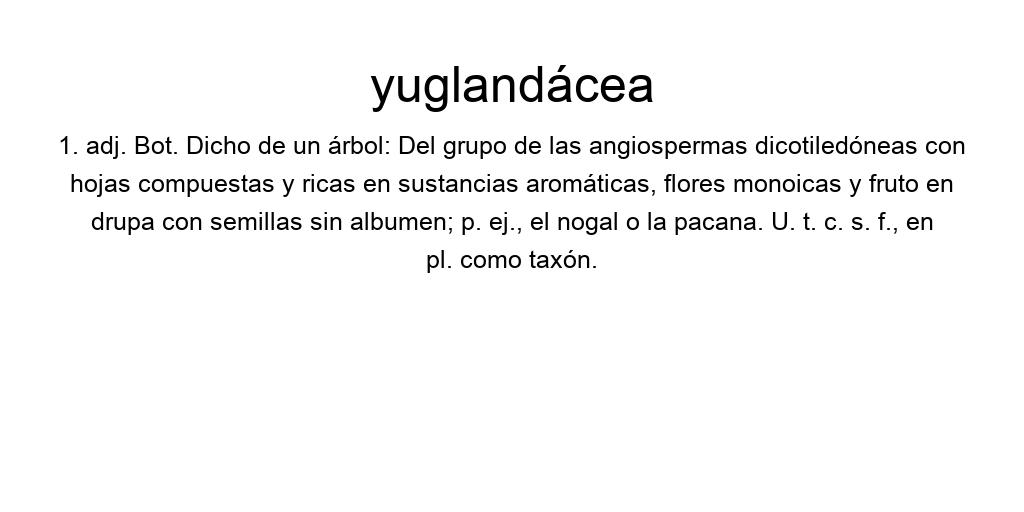 yuglandácea
1. adj. Bot. Dicho de un árbol: Del grupo de las angiospermas dicotiledóneas con
hojas compuestas y ricas en sustancias aromáticas, flores monoicas y fruto en
drupa con semillas sin albumen; p. ej., el nogal o la pacana. U. t. c. s. f., en
pl. como taxón.